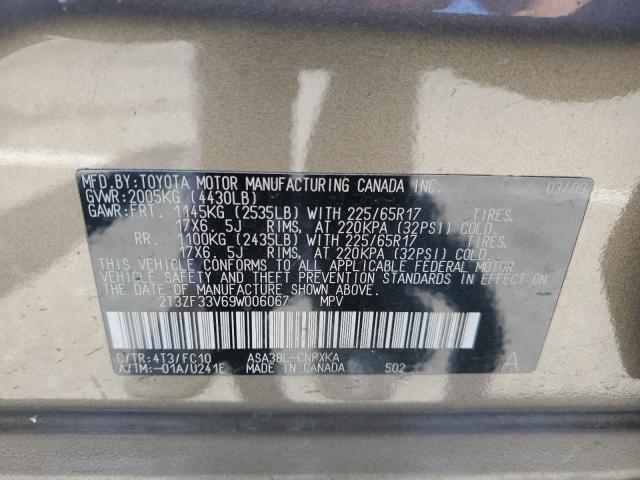 MFD. BY: TOYOTA MOTOR MANUFACTURING CANADA INC. 03/09
GVWR: 2005KG (4430LB)
GAWR: FRT. 1145KG (2535LB) WITH 225/65R17 TIRES,
17X6. 5J RIMS, AT 220KPA (32PSI) COLD.
RR. 1100KG (2435LB) WITH 225/65R17 TIRES,
17X6. 5J RIMS, AT 220KPA (32PSI) COLD.
THIS VEHICLE CONFORMS TO ALL APPLICABLE FEDERAL MOTOR
VEHICLE SAFETY AND THEFT PREVENTION STANDARDS IN EFFECT ON
THE DATE OF MANUFACTURE SHOWN ABOVE.
2T3ZF33V69W006067 MPV
C/TR: 4T3/FC10 ASA38L-CNPXKA A
A/TM: -01A/U241E MADE IN CANADA 502